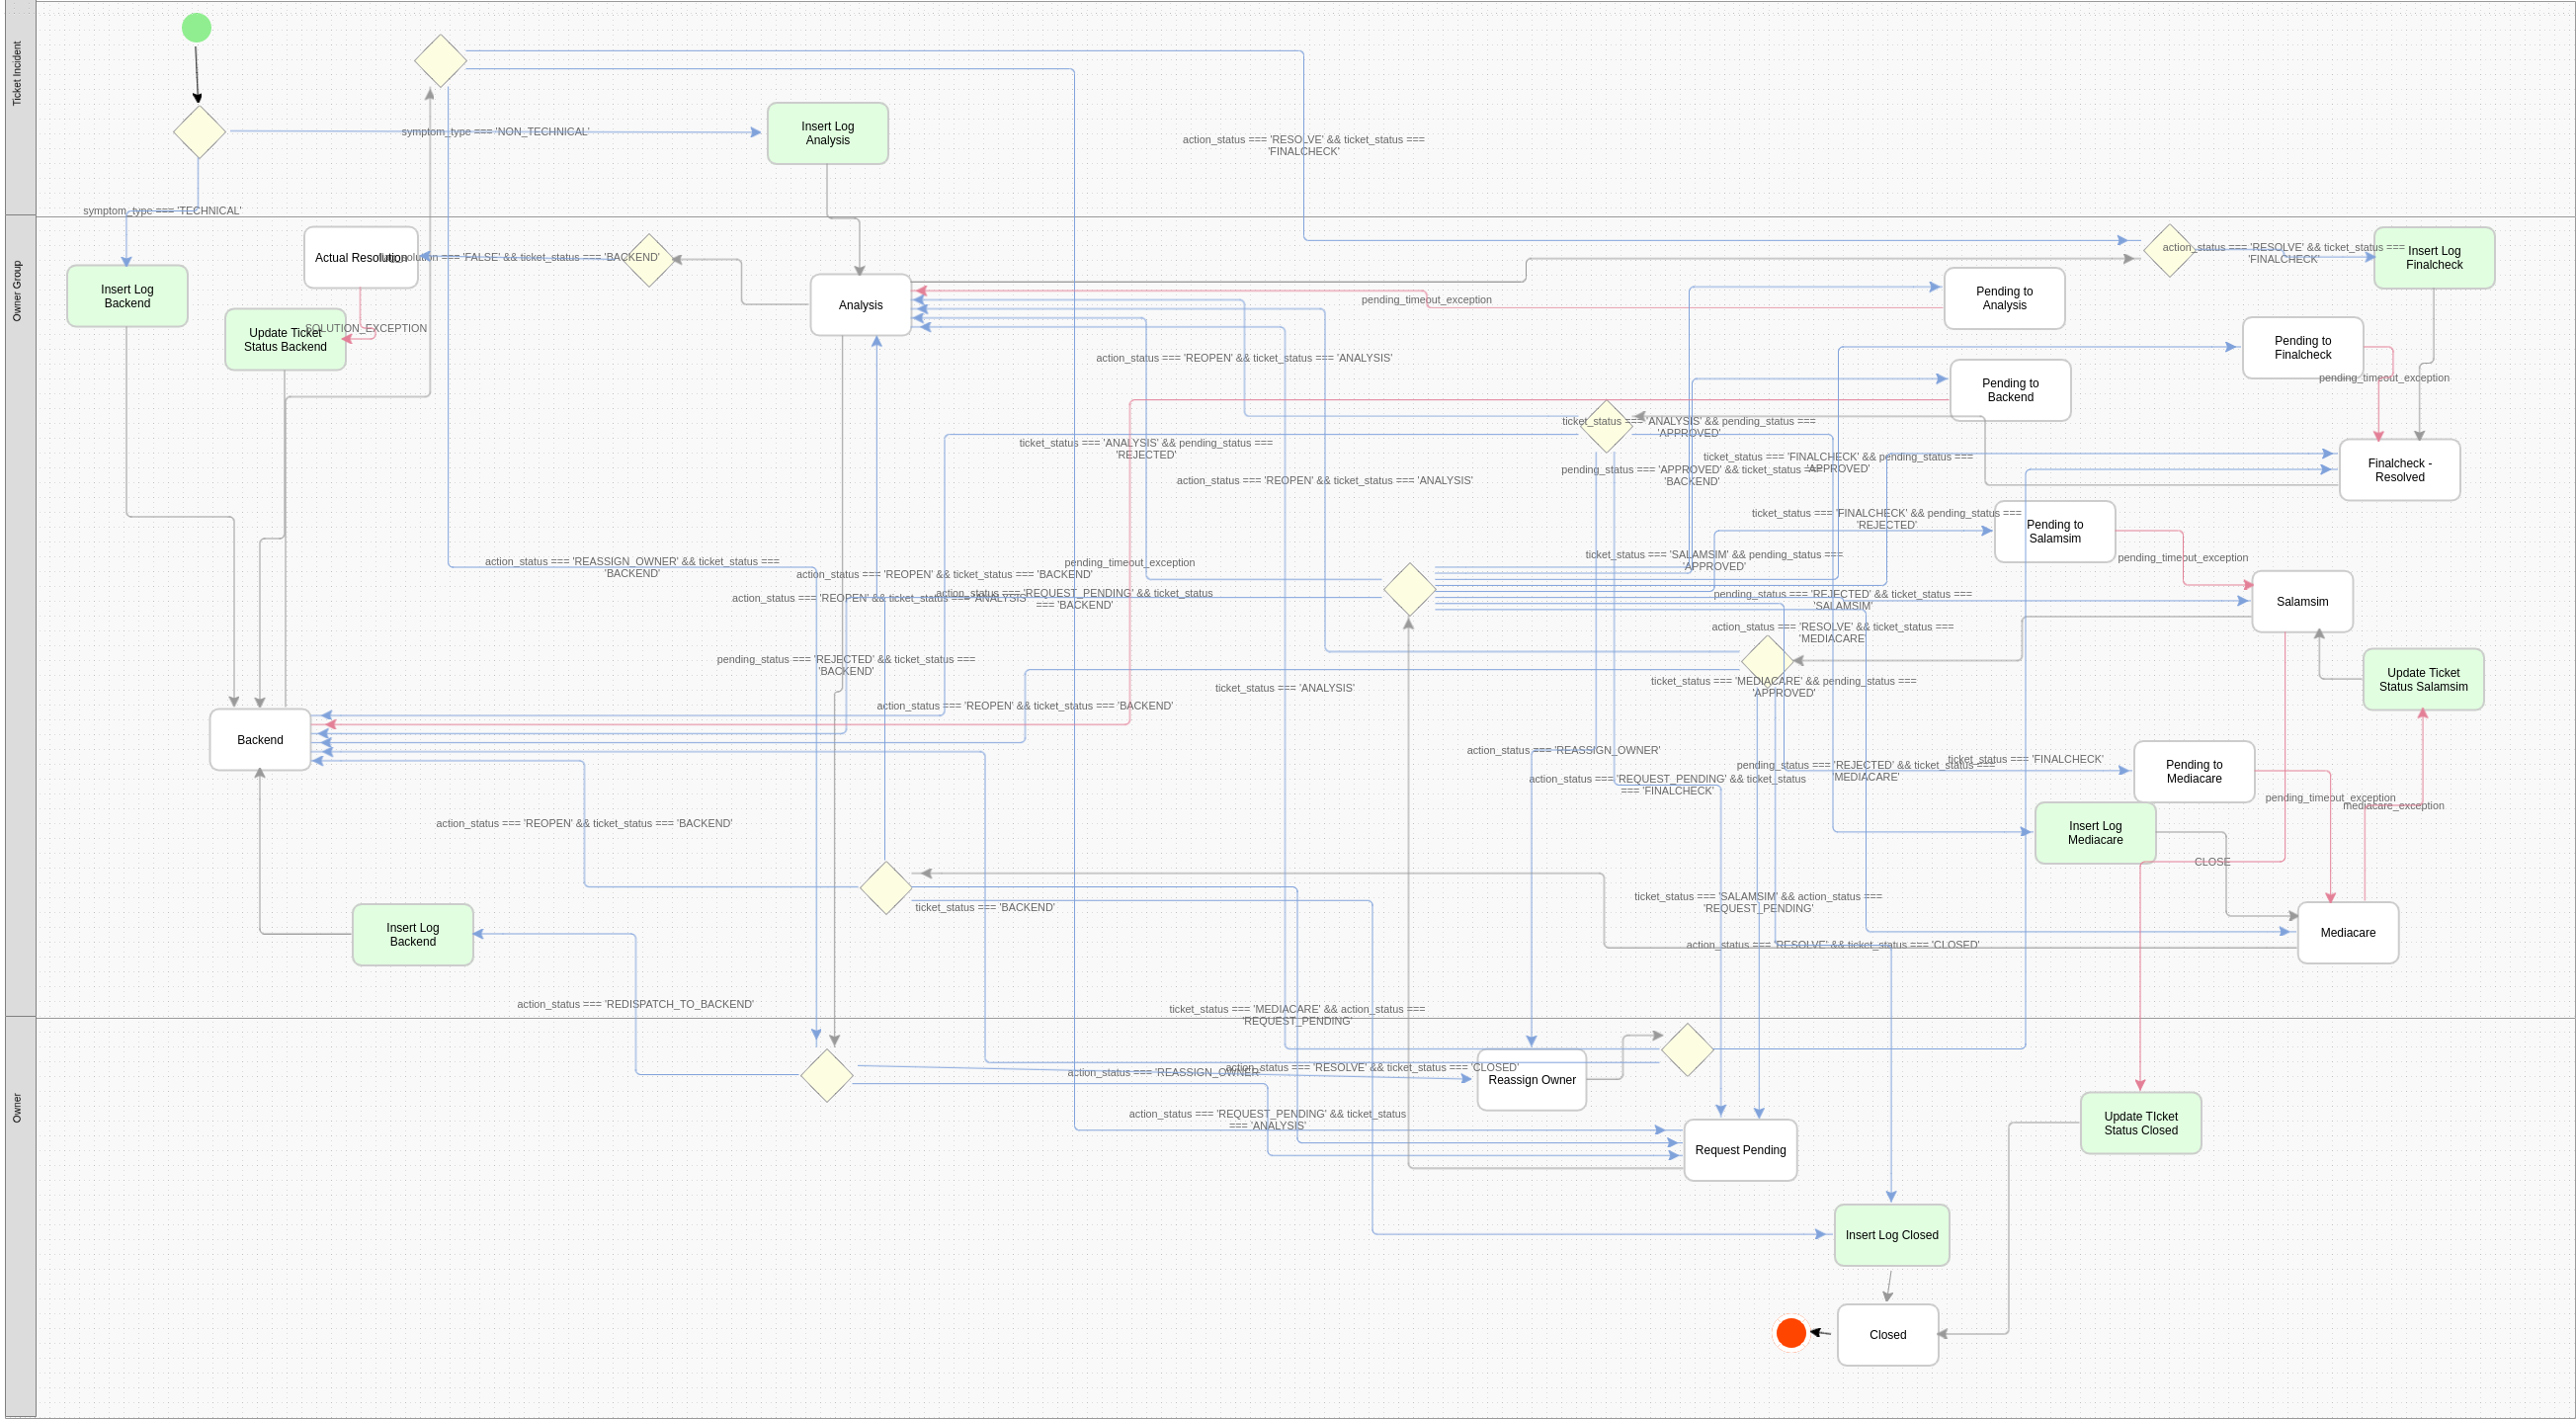 Ticket Incident
symptom_type === 'NON_TECHNICAL'
Insert Log
Analysis
action_status === 'RESOLVE' && ticket_status ===
'FINALCHECK'
symptom_type === 'TECHNICAL'
Owner Group
Actual Resolution
solution === 'FALSE' && ticket_status === 'BACKEND'
action_status === 'RESOLVE' && ticket_status ===
'FINALCHECK'
Insert Log
Finalcheck
Insert Log
Backend
Analysis
pending_timeout_exception
Pending to
Analysis
Update Ticket
Status Backend
SOLUTION_EXCEPTION
Pending to
Finalcheck
action_status === 'REOPEN' && ticket_status === 'ANALYSIS'
pending_timeout_exception
Pending to
Backend
ticket_status === 'ANALYSIS' && pending_status ===
'APPROVED'
ticket_status === 'ANALYSIS' && pending_status ===
'REJECTED'
ticket_status === 'FINALCHECK' && pending_status ===
'APPROVED'
pending_status === 'APPROVED' && ticket_status ===
'BACKEND'
Finalcheck -
Resolved
action_status === 'REOPEN' && ticket_status === 'ANALYSIS'
ticket_status === 'FINALCHECK' && pending_status ===
'REJECTED'
Pending to
Salamsim
pending_timeout_exception
ticket_status === 'SALAMSIM' && pending_status ===
'APPROVED'
action_status === 'REASSIGN_OWNER' && ticket_status ===
'BACKEND'
pending_timeout_exception
action_status === 'REOPEN' && ticket_status === 'BACKEND'
action_status === 'REOPEN' && ticket_status === 'ANALYSIS'
action_status === 'REQUEST_PENDING' && ticket_status
=== 'BACKEND'
pending_status === 'REJECTED' && ticket_status ===
'SALAMSIM'
Salamsim
action_status === 'RESOLVE' && ticket_status ===
'MEDIACARE'
pending_status === 'REJECTED' && ticket_status ===
'BACKEND'
ticket_status === 'MEDIACARE' && pending_status ===
'APPROVED'
Update Ticket
Status Salamsim
ticket_status === 'ANALYSIS'
action_status === 'REOPEN' && ticket_status === 'BACKEND'
Backend
action_status === 'REASSIGN_OWNER'
ticket_status === 'FINALCHECK'
pending_status === 'REJECTED' && ticket_status ===
'MEDIACARE'
Pending to
Mediacare
action_status === 'REQUEST_PENDING' && ticket_status
=== 'FINALCHECK'
pending_timeout_exception
mediacare_exception
action_status === 'REOPEN' && ticket_status === 'BACKEND'
Insert Log
Mediacare
CLOSE
ticket_status === 'SALAMSIM' && action_status ===
'REQUEST_PENDING'
ticket_status === 'BACKEND'
Insert Log
Backend
Mediacare
action_status === 'RESOLVE' && ticket_status === 'CLOSED'
action_status === 'REDISPATCH_TO_BACKEND'
ticket_status === 'MEDIACARE' && action_status ===
'REQUEST_PENDING'
Owner
action_status === 'RESOLVE' && ticket_status === 'CLOSED'
action_status === 'REASSIGN_OWNER'
Reassign Owner
action_status === 'REQUEST_PENDING' && ticket_status
=== 'ANALYSIS'
Update TIcket
Status Closed
Request Pending
Insert Log Closed
Closed